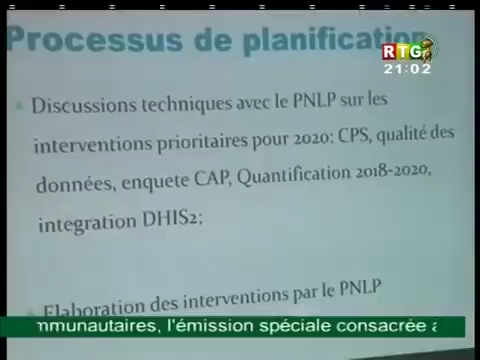 Processus de planification
RTG
21:02
Discussions techniques avec le PNLP sur les
interventions prioritaires pour 2020: CPS, qualité des
données, enquete CAP, Quantification 2018-2020,
integration DHIS2;
Elaboration des interventions par le PNLP
mmunautaires, l'émission spéciale consacrée a